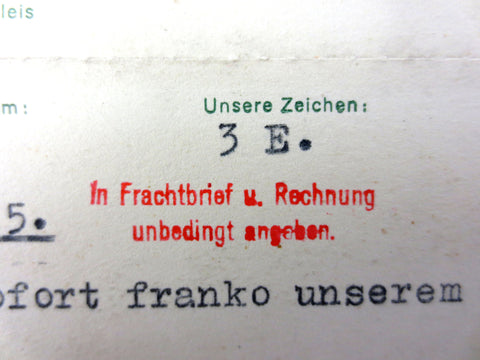 leis
m: Unsere Zeichen:
3 E.
In Frachtbrief u. Rechnung
5. unbedingt angeben.
ofort franko unserem